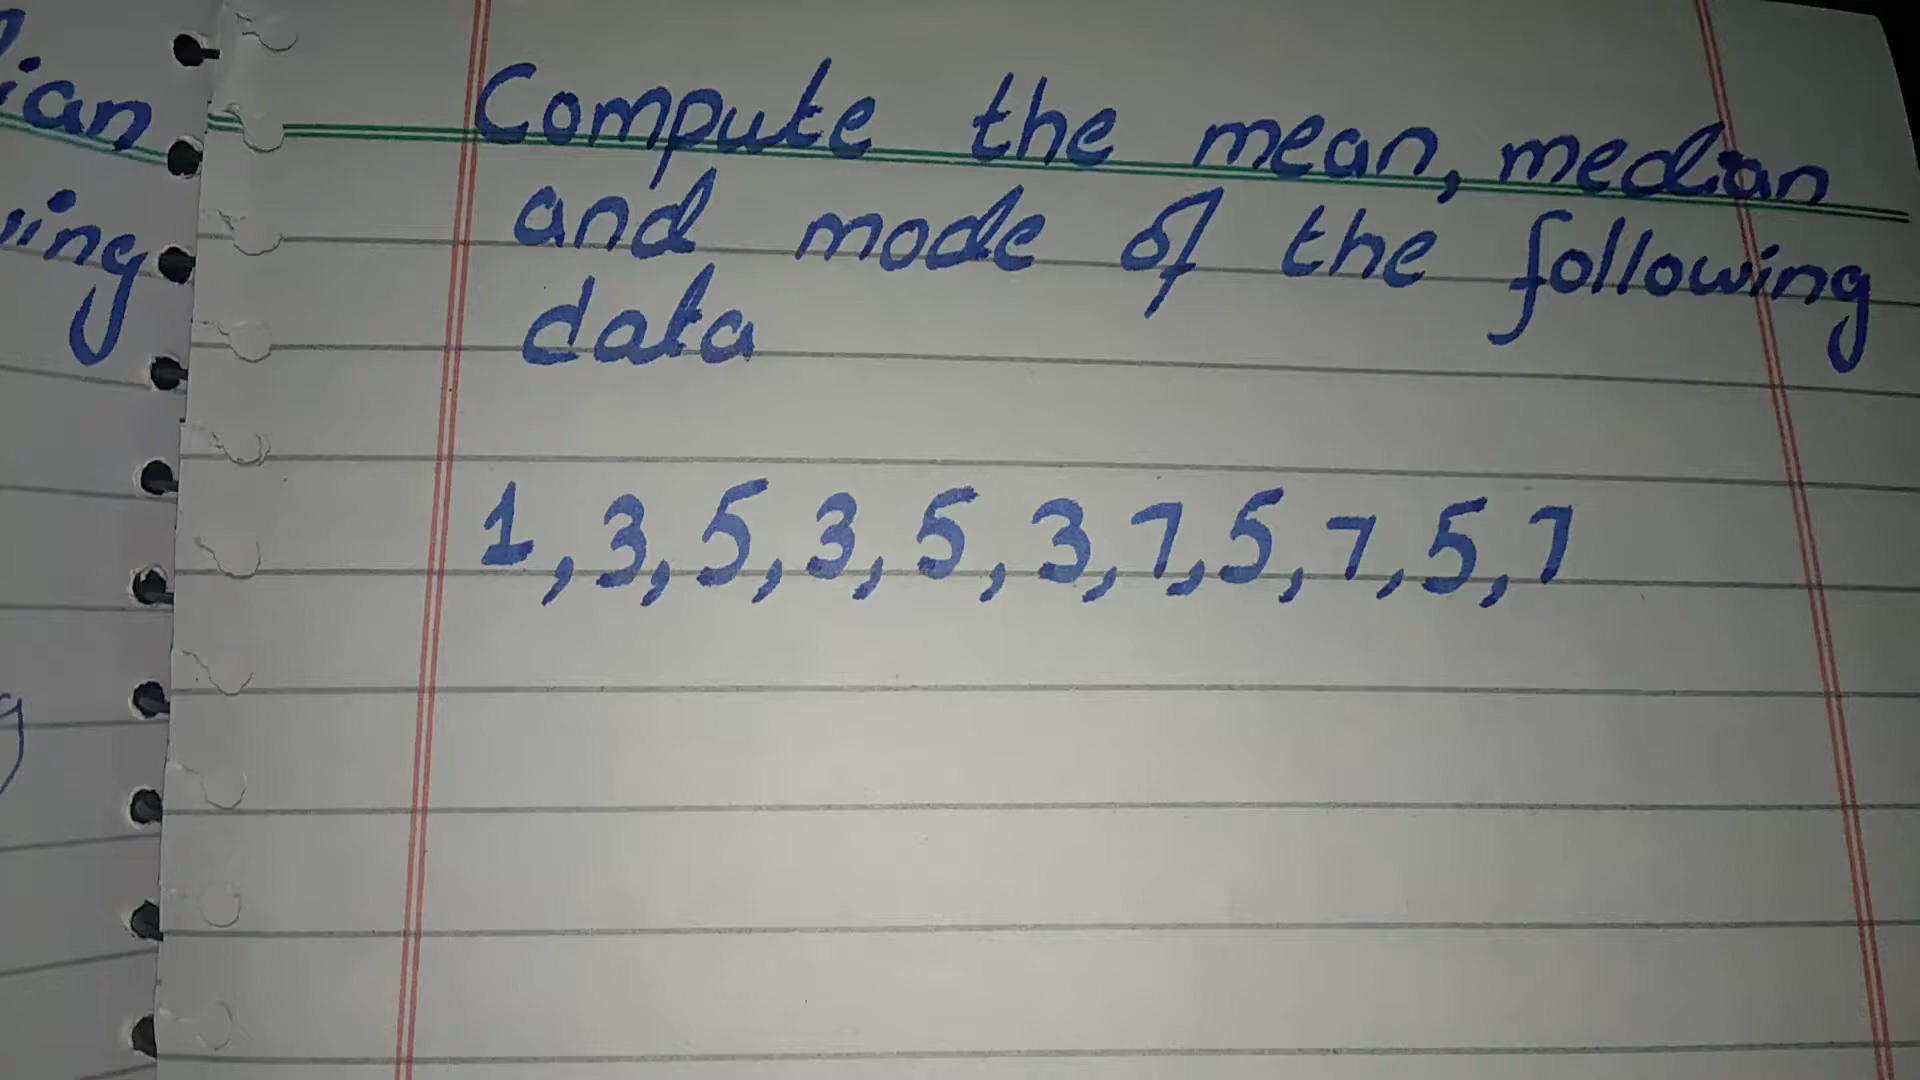 Compute the mean, median
and mode of the following
data
1, 3, 5, 3, 5, 3, 7, 5, 7, 5, 7